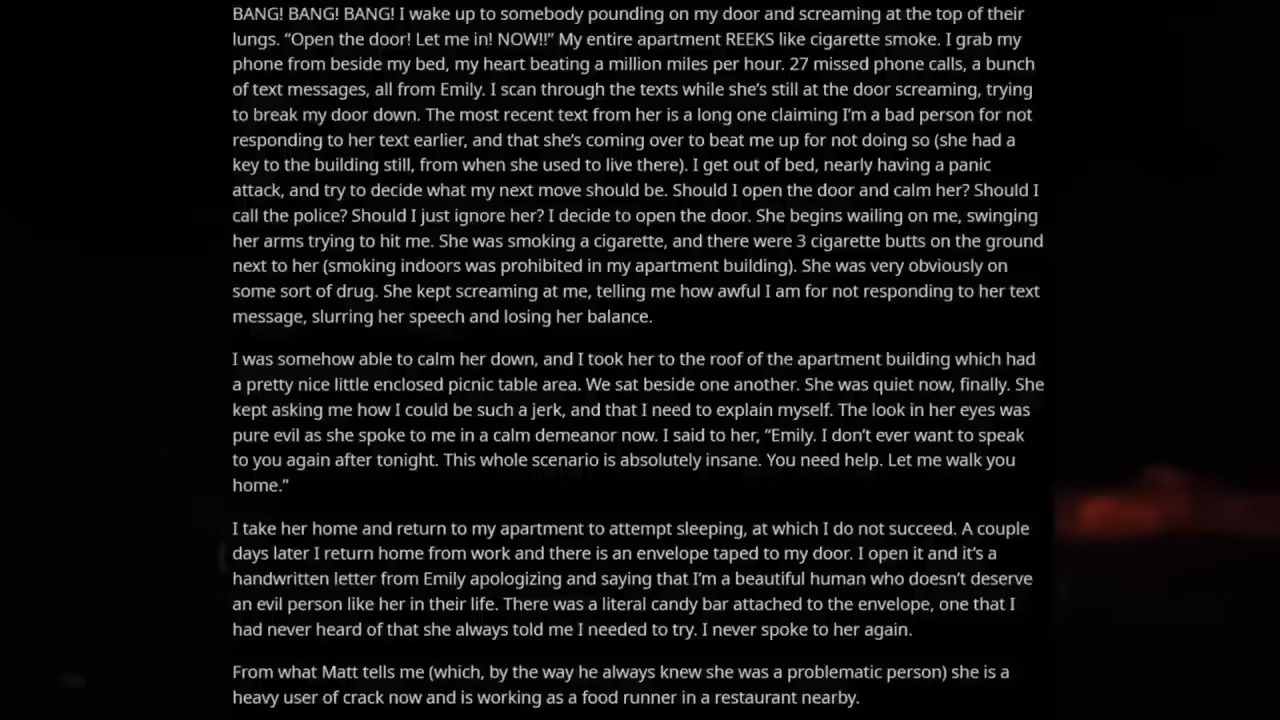 BANG! BANG! BANG! I wake up to somebody pounding on my door and screaming at the top of their
lungs. “Open the door! Let me in! NOW!!” My entire apartment REEKS like cigarette smoke. I grab my
phone from beside my bed, my heart beating a million miles per hour. 27 missed phone calls, a bunch
of text messages, all from Emily. I scan through the texts while she’s still at the door screaming, trying
to break my door down. The most recent text from her is a long one claiming I’m a bad person for not
responding to her text earlier, and that she’s coming over to beat me up for not doing so (she had a
key to the building still, from when she used to live there). I get out of bed, nearly having a panic
attack, and try to decide what my next move should be. Should I open the door and calm her? Should I
call the police? Should I just ignore her? I decide to open the door. She begins wailing on me, swinging
her arms trying to hit me. She was smoking a cigarette, and there were 3 cigarette butts on the ground
next to her (smoking indoors was prohibited in my apartment building). She was very obviously on
some sort of drug. She kept screaming at me, telling me how awful I am for not responding to her text
message, slurring her speech and losing her balance.
I was somehow able to calm her down, and I took her to the roof of the apartment building which had
a pretty nice little enclosed picnic table area. We sat beside one another. She was quiet now, finally. She
kept asking me how I could be such a jerk, and that I need to explain myself. The look in her eyes was
pure evil as she spoke to me in a calm demeanor now. I said to her, “Emily. I don’t ever want to speak
to you again after tonight. This whole scenario is absolutely insane. You need help. Let me walk you
home.”
I take her home and return to my apartment to attempt sleeping, at which I do not succeed. A couple
days later I return home from work and there is an envelope taped to my door. I open it and it’s a
handwritten letter from Emily apologizing and saying that I’m a beautiful human who doesn’t deserve
an evil person like her in their life. There was a literal candy bar attached to the envelope, one that I
had never heard of that she always told me I needed to try. I never spoke to her again.
From what Matt tells me (which, by the way he always knew she was a problematic person) she is a
heavy user of crack now and is working as a food runner in a restaurant nearby.